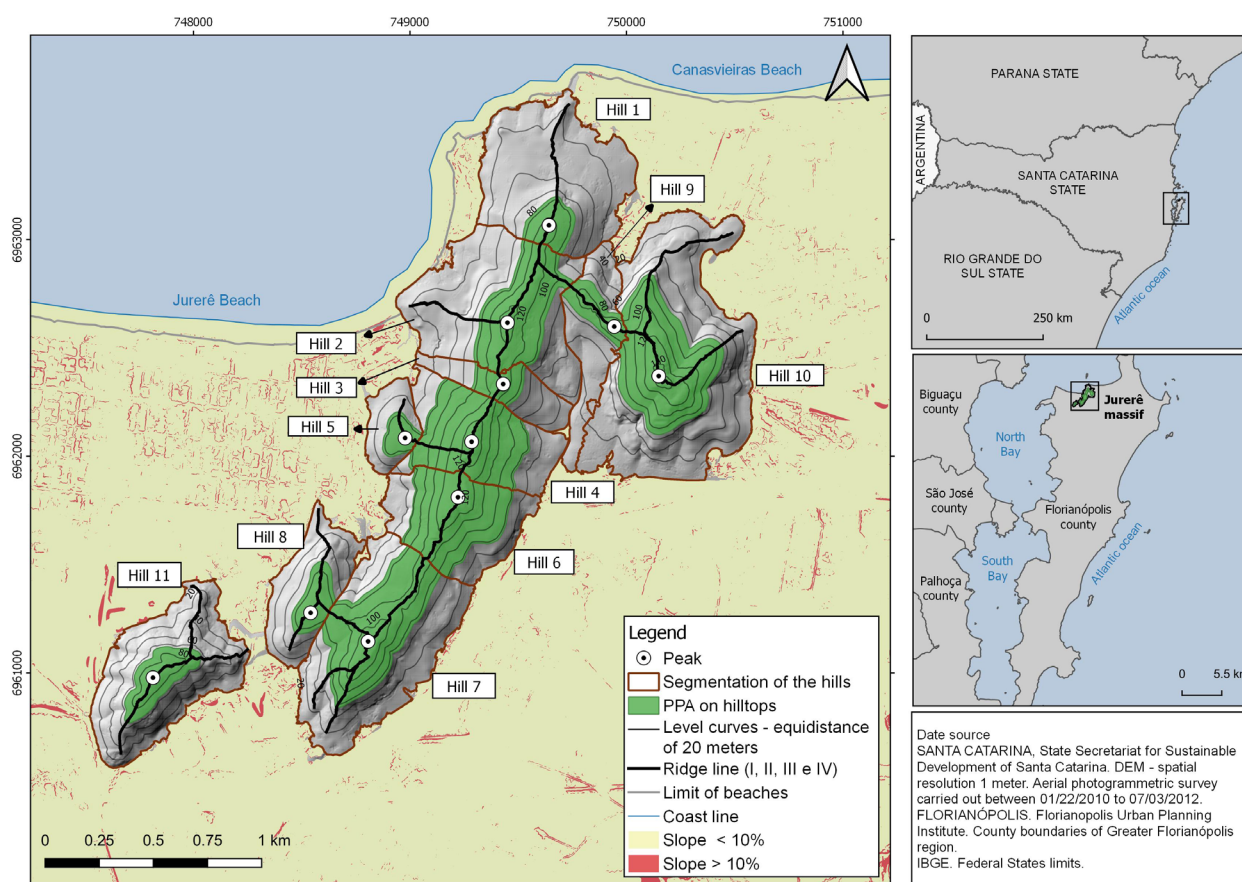 748000
749000
750000
751000
6963000
6962000
6961000
Canasvieiras Beach
Jurerê Beach
Hill 1
Hill 9
Hill 2
Hill 3
Hill 10
Hill 5
Hill 4
Hill 8
Hill 6
Hill 11
Hill 7
80
100
120
40
20
80
60
100
120
120
100
20
20
80
0 0.25 0.5 0.75 1 km
Legend
Peak
Segmentation of the hills
PPA on hilltops
Level curves - equidistance
of 20 meters
Ridge line (I, II, III e IV)
Limit of beaches
Coast line
Slope < 10%
Slope > 10%
PARANA STATE
ARGENTINA
SANTA CATARINA
STATE
RIO GRANDE DO
SUL STATE
Atlantic ocean
0 250 km
Biguaçu
county
Jurerê
massif
North
Bay
São José
county
Florianópolis
county
South
Bay
Palhoça
county
Atlantic ocean
0 5.5 km
Date source
SANTA CATARINA, State Secretariat for Sustainable
Development of Santa Catarina. DEM - spatial
resolution 1 meter. Aerial photogrammetric survey
carried out between 01/22/2010 to 07/03/2012.
FLORIANÓPOLIS. Florianopolis Urban Planning
Institute. County boundaries of Greater Florianópolis
region.
IBGE. Federal States limits.